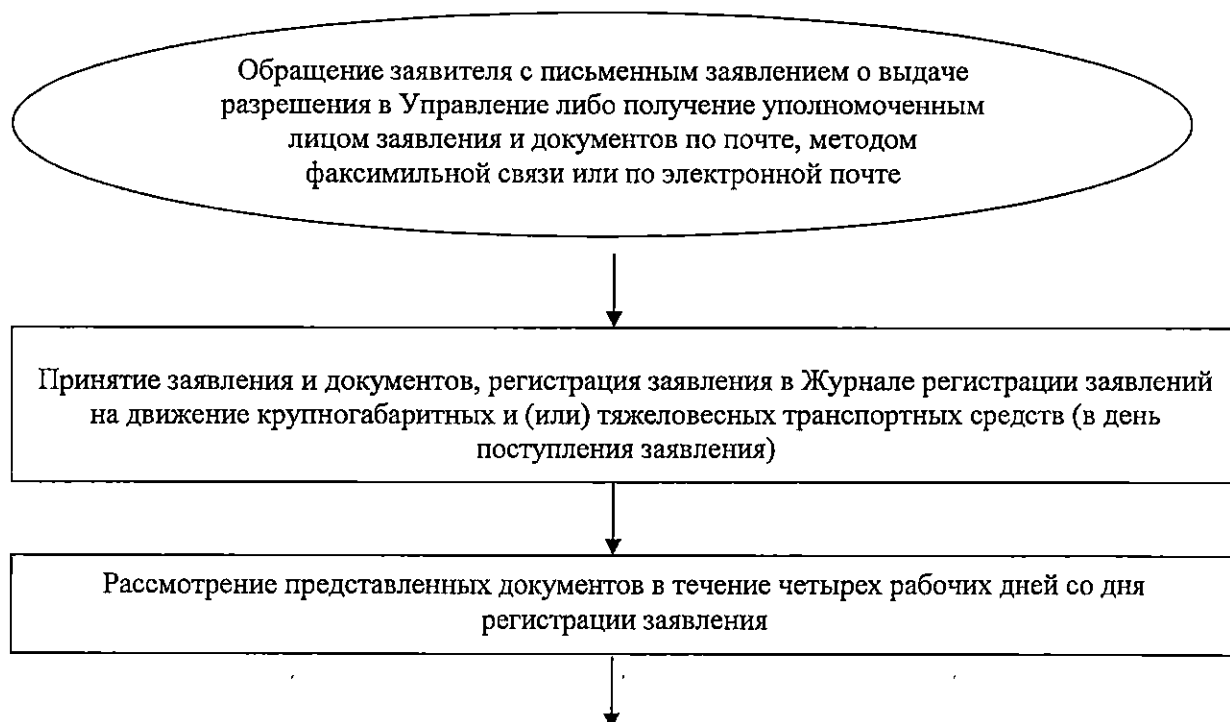 Обращение заявителя с письменным заявлением о выдаче
разрешения в Управление либо получение уполномоченным
лицом заявления и документов по почте, методом
факсимильной связи или по электронной почте
Принятие заявления и документов, регистрация заявления в Журнале регистрации заявлений
на движение крупногабаритных и (или) тяжеловесных транспортных средств (в день
поступления заявления)
Рассмотрение представленных документов в течение четырех рабочих дней со дня
регистрации заявления